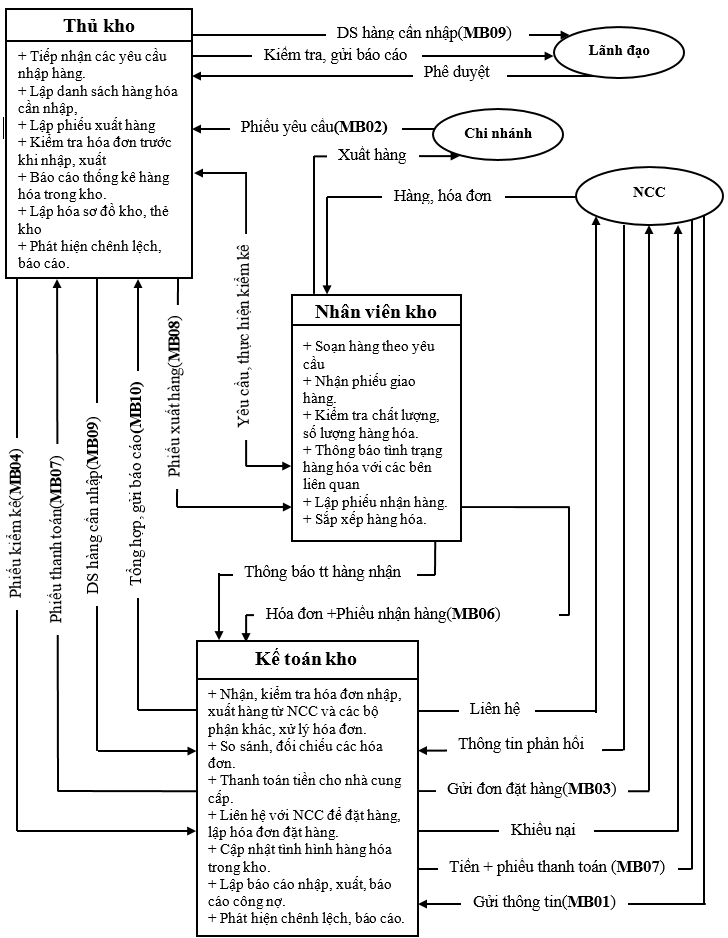 Thủ kho
+ Tiếp nhận các yêu cầu
nhập hàng.
+ Lập danh sách hàng hóa
cần nhập,
+ Lập phiếu xuất hàng
+ Kiểm tra hóa đơn trước
khi nhập, xuất
+ Báo cáo thống kê hàng
hóa trong kho.
+ Lập hóa sơ đồ kho, thẻ
kho
+ Phát hiện chênh lệch,
báo cáo.
DS hàng cần nhập(MB09)
Kiểm tra, gửi báo cáo
Phê duyệt
Lãnh đạo
Phiếu yêu cầu(MB02)
Chi nhánh
Xuất hàng
Hàng, hóa đơn
NCC
Yêu cầu, thực hiện kiểm kê
Nhân viên kho
+ Soạn hàng theo yêu
cầu
+ Nhận phiếu giao
hàng.
+ Kiểm tra chất lượng,
số lượng hàng hóa.
+ Thông báo tình trạng
hàng hóa với các bên
liên quan
+ Lập phiếu nhận hàng.
+ Sắp xếp hàng hóa.
Phiếu kiểm kê(MB04)
Phiếu thanh toán(MB07)
DS hàng cần nhập(MB09)
Tổng hợp, gửi báo cáo(MB10)
Phiếu xuất hàng(MB08)
Thông báo tt hàng nhận
Hóa đơn +Phiếu nhận hàng(MB06)
Kế toán kho
+ Nhận, kiểm tra hóa đơn nhập,
xuất hàng từ NCC và các bộ
phận khác, xử lý hóa đơn.
+ So sánh, đối chiếu các hóa
đơn.
+ Thanh toán tiền cho nhà cung
cấp.
+ Liên hệ với NCC để đặt hàng,
lập hóa đơn đặt hàng.
+ Cập nhật tình hình hàng hóa
trong kho.
+ Lập báo cáo nhập, xuất, báo
cáo công nợ.
+ Phát hiện chênh lệch, báo cáo.
Liên hệ
Thông tin phản hồi
Gửi đơn đặt hàng(MB03)
Khiếu nại
Tiền + phiếu thanh toán (MB07)
Gửi thông tin(MB01)